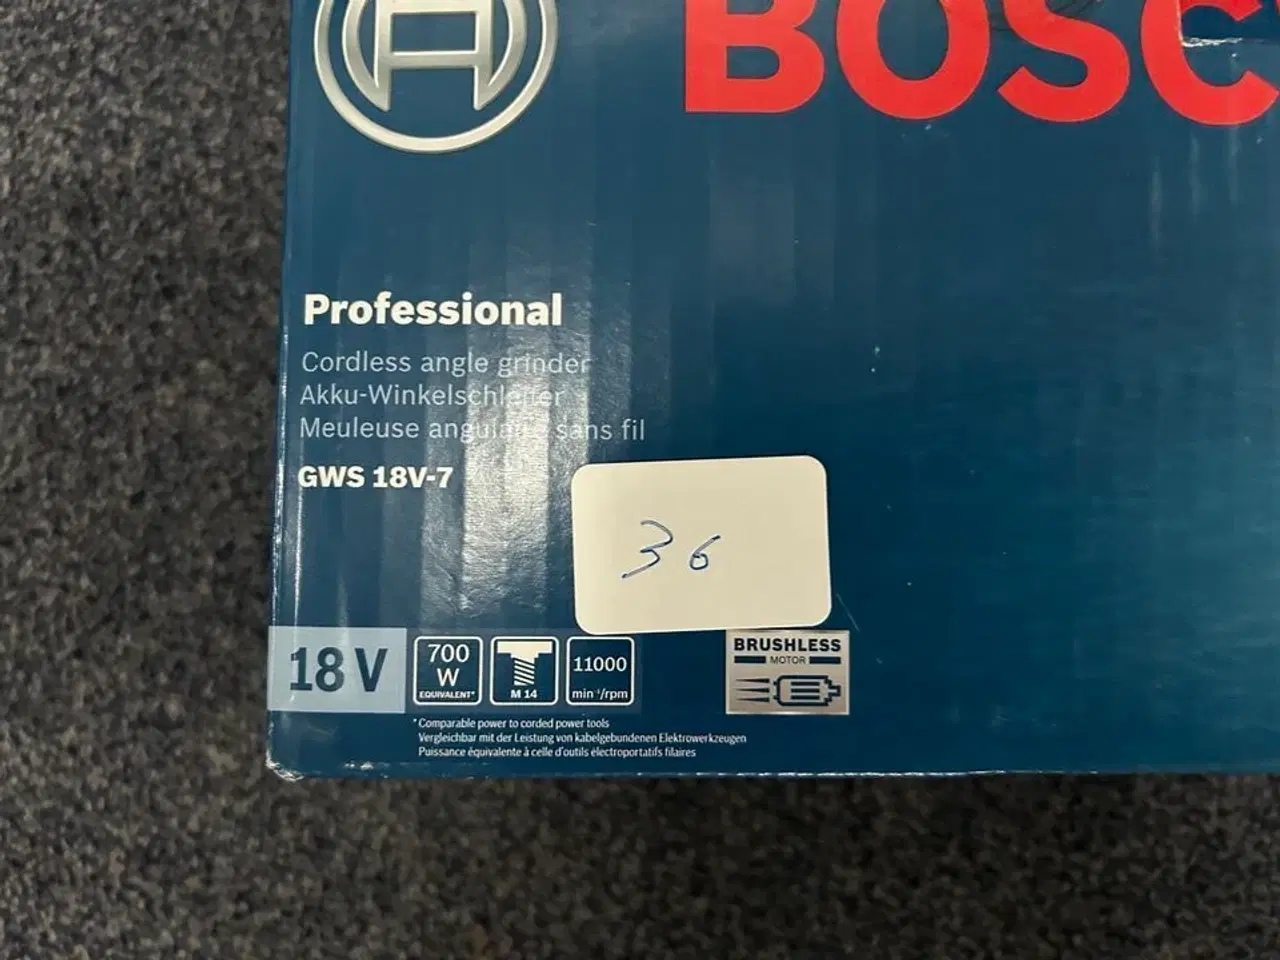 BOSC
Professional
Cordless angle grinder
Akku-Winkelschleifer
Meuleuse angulaire sans fil
GWS 18V-7
36
18 V
700
W
EQUIVALENT*
M 14
11000
min⁻¹/rpm
BRUSHLESS
MOTOR
* Comparable power to corded power tools
Vergleichbar mit der Leistung von kabelgebundenen Elektrowerkzeugen
Puissance équivalente à celle d'outils électroportatifs filaires